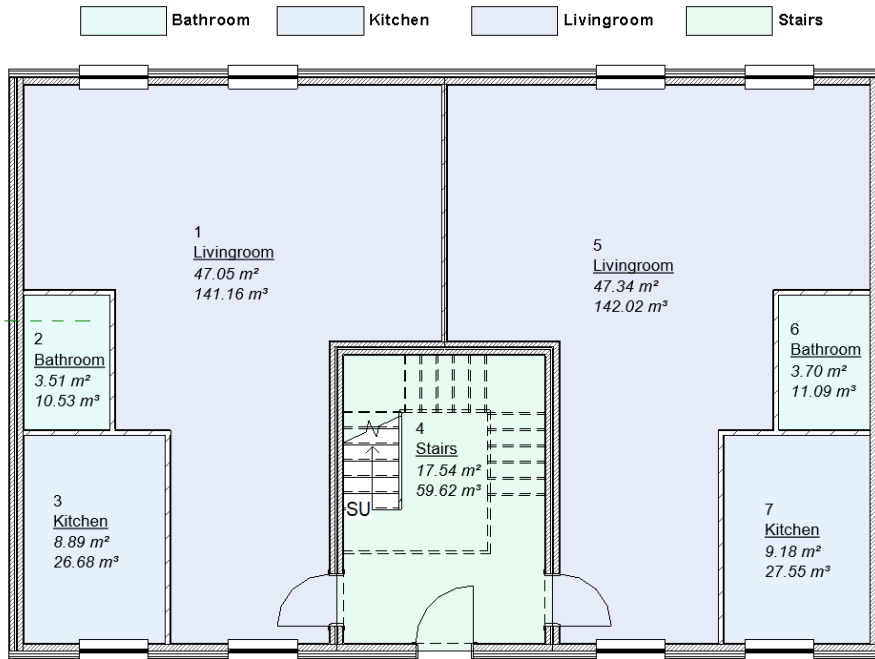 Bathroom
Kitchen
Livingroom
Stairs
1
Livingroom
47.05 m²
141.16 m³
5
Livingroom
47.34 m²
142.02 m³
2
Bathroom
3.51 m²
10.53 m³
6
Bathroom
3.70 m²
11.09 m³
4
Stairs
17.54 m²
59.62 m³
SU
3
Kitchen
8.89 m²
26.68 m³
7
Kitchen
9.18 m²
27.55 m³